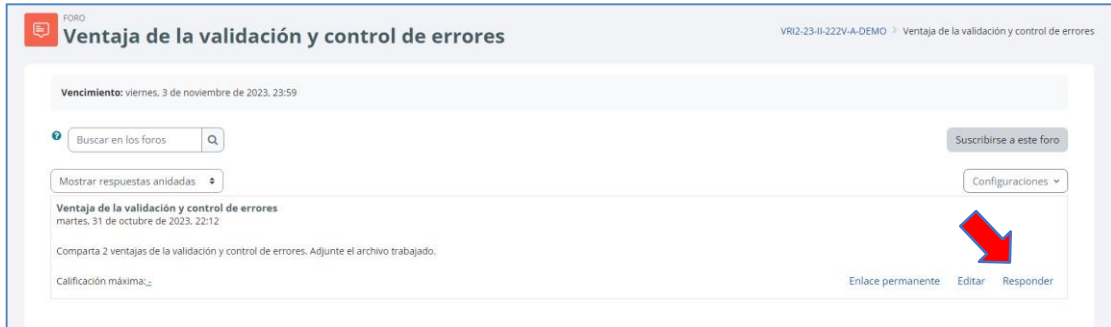 FORO
Ventaja de la validación y control de errores
VRI2-23-II-222V-A-DEMO > Ventaja de la validación y control de errores
Vencimiento: viernes, 3 de noviembre de 2023, 23:59
Buscar en los foros
Suscribirse a este foro
Mostrar respuestas anidadas
Configuraciones
Ventaja de la validación y control de errores
martes, 31 de octubre de 2023, 22:12
Comparta 2 ventajas de la validación y control de errores. Adjunte el archivo trabajado.
Calificación máxima: -
Enlace permanente Editar Responder